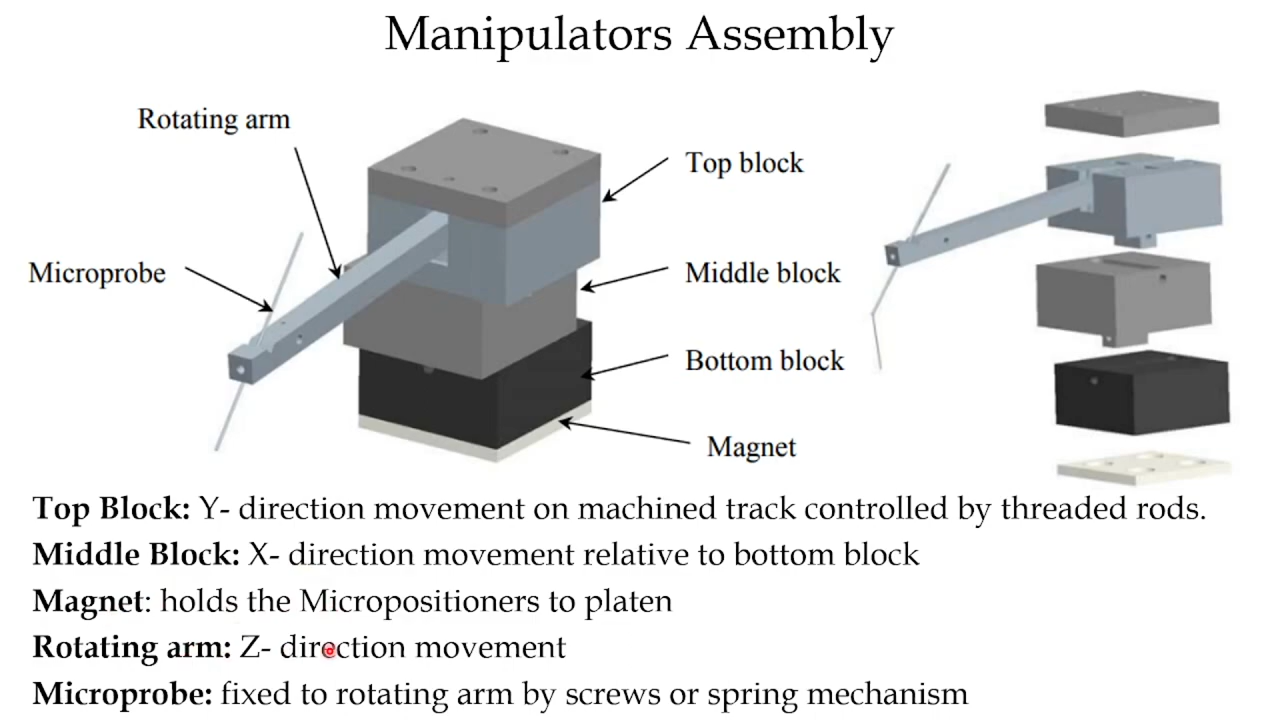 Manipulators Assembly
Rotating arm
Top block
Microprobe
Middle block
Bottom block
Magnet
Top Block: Y- direction movement on machined track controlled by threaded rods.
Middle Block: X- direction movement relative to bottom block
Magnet: holds the Micropositioners to platen
Rotating arm: Z- direction movement
Microprobe: fixed to rotating arm by screws or spring mechanism